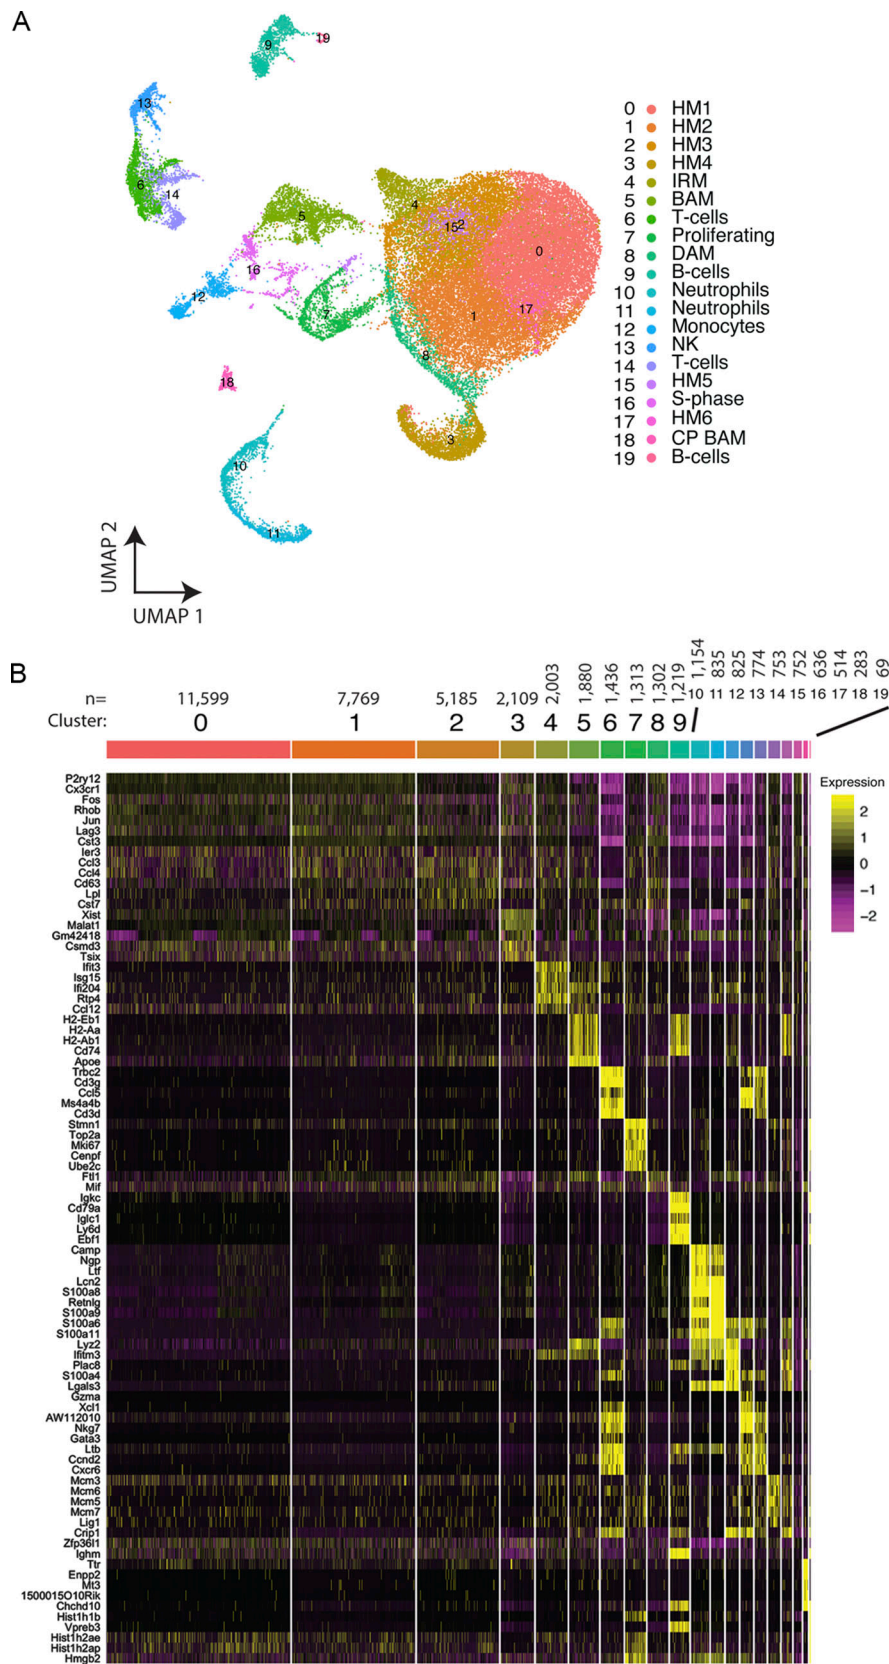 A
19
9
13
6
14
5
4
15
2
0
16
12
7
1
17
8
18
3
10
11
0 HM1
1 HM2
2 HM3
3 HM4
4 IRM
5 BAM
6 T-cells
7 Proliferating
8 DAM
9 B-cells
10 Neutrophils
11 Neutrophils
12 Monocytes
13 NK
14 T-cells
15 HM5
16 S-phase
17 HM6
18 CP BAM
19 B-cells
UMAP 2
UMAP 1
B
n= 11,599 7,769 5,185 2,109 2,003 1,880 1,436 1,313 1,302 1,219 1,154 835 825 774 753 752 636 514 283 69
Cluster: 0 1 2 3 4 5 6 7 8 9 10 11 12 13 14 15 16 17 18 19
P2ry12
Cx3cr1
Fos
Rhob
Jun
Lag3
Cst3
Ier3
Ccl3
Ccl4
Cd63
Lpl
Cst7
Xist
Malat1
Gm42418
Csmd3
Tsix
Ifit3
Isg15
Ifi204
Rtp4
Ccl12
H2-Eb1
H2-Aa
H2-Ab1
Cd74
Apoe
Trbc2
Cd3g
Ccl5
Ms4a4b
Cd3d
Stmn1
Top2a
Mki67
Cenpf
Ube2c
Ftl1
Mif
Igkc
Cd79a
Iglc1
Ly6d
Ebf1
Camp
Ngp
Ltf
Lcn2
S100a8
Retnlg
S100a9
S100a6
S100a11
Lyz2
Ifitm3
Plac8
S100a4
Lgals3
Gzma
Xcl1
AW112010
Nkg7
Gata3
Ltb
Ccnd2
Cxcr6
Mcm3
Mcm6
Mcm5
Mcm7
Lig1
Crip1
Zfp36l1
Ighm
Ttr
Enpp2
Mt3
1500015O10Rik
Chchd10
Hist1h1b
Vpreb3
Hist1h2ae
Hist1h2ap
Hmgb2
Expression
2
1
0
−1
−2